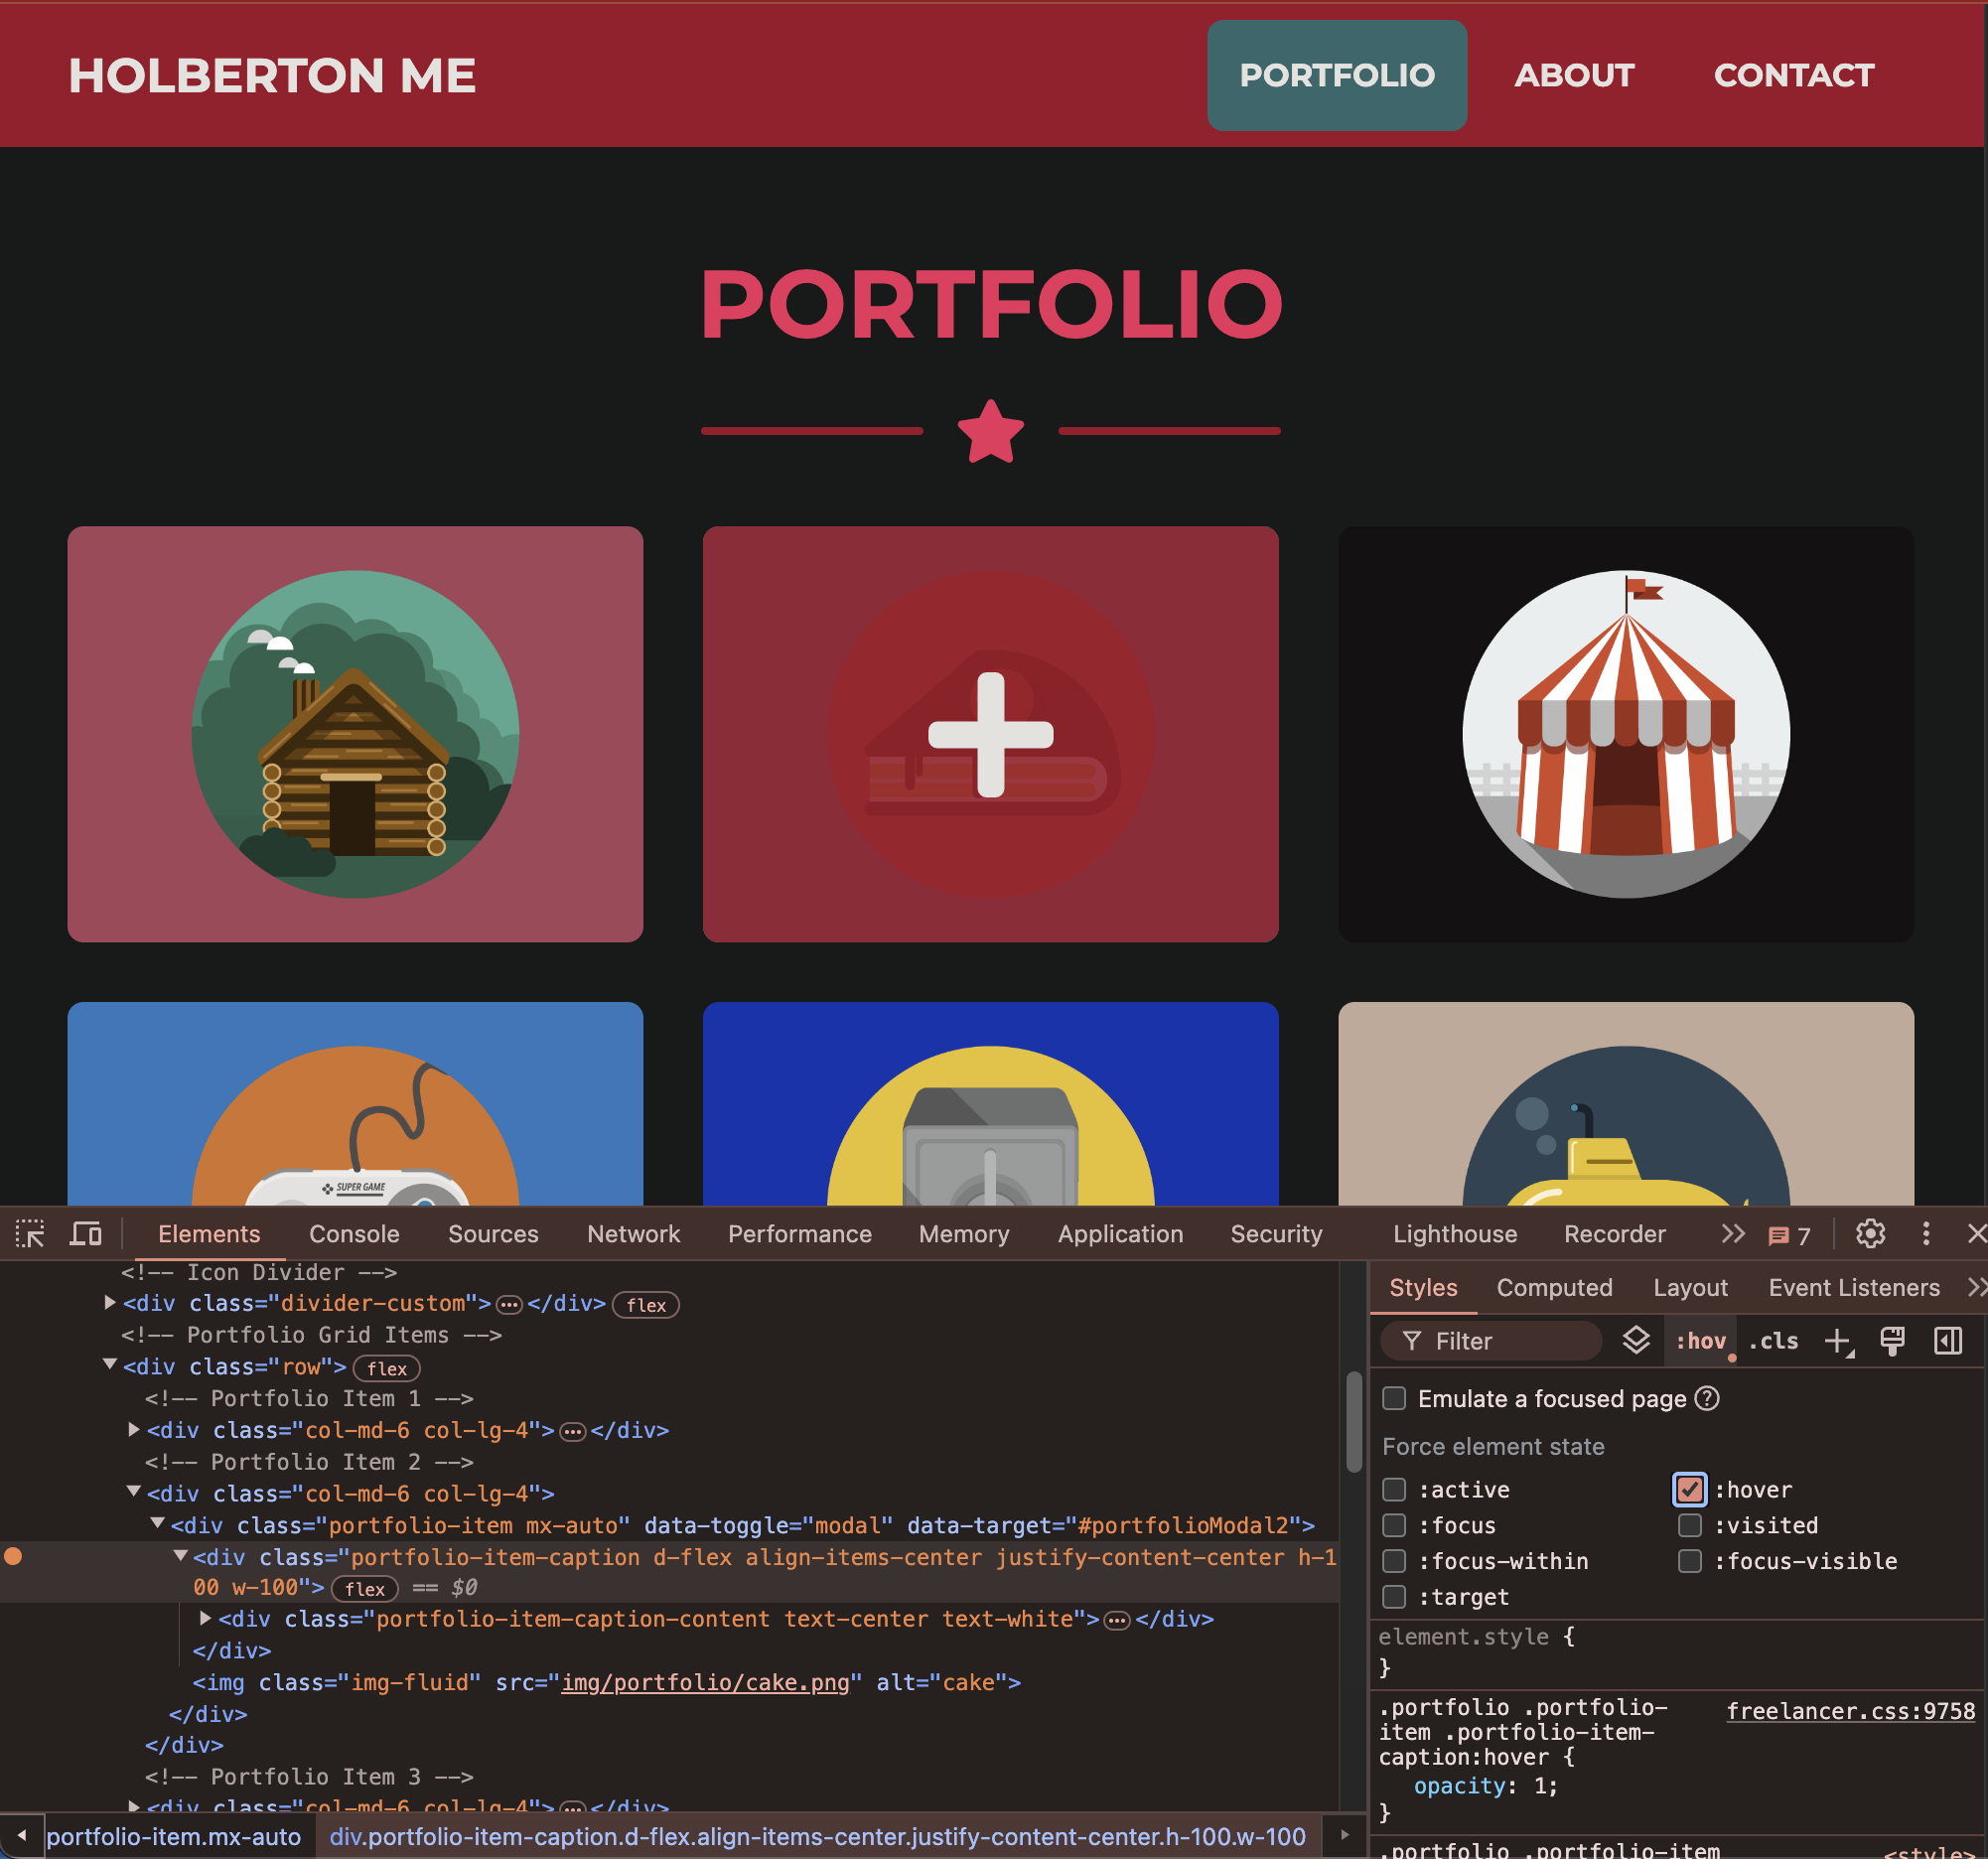 HOLBERTON ME
PORTFOLIO ABOUT CONTACT
PORTFOLIO
SUPER GAME
Elements Console Sources Network Performance Memory Application Security Lighthouse Recorder 7
<!-- Icon Divider -->
<div class="divider-custom">…</div> flex
<!-- Portfolio Grid Items -->
<div class="row"> flex
<!-- Portfolio Item 1 -->
<div class="col-md-6 col-lg-4">…</div>
<!-- Portfolio Item 2 -->
<div class="col-md-6 col-lg-4">
<div class="portfolio-item mx-auto" data-toggle="modal" data-target="#portfolioModal2">
<div class="portfolio-item-caption d-flex align-items-center justify-content-center h-1
00 w-100"> flex == $0
<div class="portfolio-item-caption-content text-center text-white">…</div>
</div>
<img class="img-fluid" src="img/portfolio/cake.png" alt="cake">
</div>
</div>
<!-- Portfolio Item 3 -->
<div class="col-md-6 col-lg-4">…</div>
portfolio-item.mx-auto div.portfolio-item-caption.d-flex.align-items-center.justify-content-center.h-100.w-100
Styles Computed Layout Event Listeners
Filter :hov .cls
Emulate a focused page ?
Force element state
:active :hover
:focus :visited
:focus-within :focus-visible
:target
element.style {
}
.portfolio .portfolio- freelancer.css:9758
item .portfolio-item-
caption:hover {
opacity: 1;
}
.portfolio .portfolio-item <style>